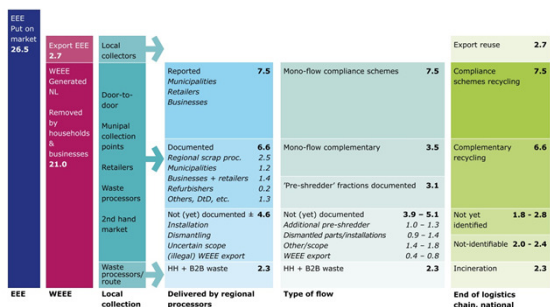 EEE
Put on
market
26.5
Export EEE
2.7
WEEE
Generated
NL
Removed
by
households
&
businesses
21.0
Local
collectors
Door-to-
door
Munipal
collection
points
Retailers
Waste
processors
2nd hand
market
Waste
processors/
route
Reported 7.5
Municipalities
Retailers
Businesses
Documented 6.6
Regional scrap proc. 2.5
Municipalities 1.2
Businesses + retailers 1.4
Refurbishers 0.2
Others, DtD, etc. 1.3
Not (yet) documented ± 4.6
Installation
Dismantling
Uncertain scope
(illegal) WEEE export
HH + B2B waste 2.3
Mono-flow compliance schemes 7.5
Mono-flow complementary 3.5
'Pre-shredder' fractions documented 3.1
Not (yet) documented 3.9 – 5.1
Additional pre-shredder 1.0 – 1.3
Dismantled parts/installations 0.9 – 1.4
Other/scope 1.4 – 1.8
WEEE export 0.4 – 0.8
HH + B2B waste 2.3
Export reuse 2.7
Compliance 7.5
schemes recycling
Complementary 6.6
recycling
Not yet 1.8 - 2.8
identified
Not-identifiable 2.0 - 2.4
Incineration 2.3
EEE
WEEE
Local
collection
Delivered by regional
processors
Type of flow
End of logistics
chain, national